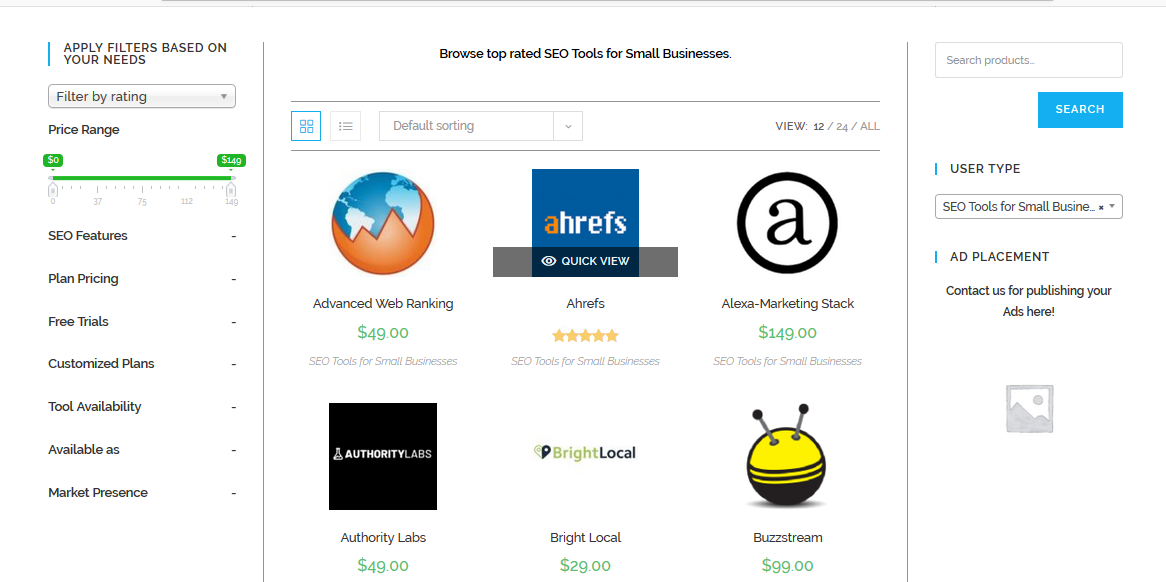 APPLY FILTERS BASED ON
YOUR NEEDS
Filter by rating
Price Range
$0 $149
0 37 75 112 149
SEO Features -
Plan Pricing -
Free Trials -
Customized Plans -
Tool Availability -
Available as -
Market Presence -
Browse top rated SEO Tools for Small Businesses.
Default sorting
VIEW: 12 / 24 / ALL
ahrefs
QUICK VIEW
a
Advanced Web Ranking
$49.00
SEO Tools for Small Businesses
Ahrefs
SEO Tools for Small Businesses
Alexa-Marketing Stack
$149.00
SEO Tools for Small Businesses
AUTHORITYLABS
BrightLocal
Authority Labs
$49.00
Bright Local
$29.00
Buzzstream
$99.00
Search products...
SEARCH
USER TYPE
SEO Tools for Small Busine... ×
AD PLACEMENT
Contact us for publishing your
Ads here!